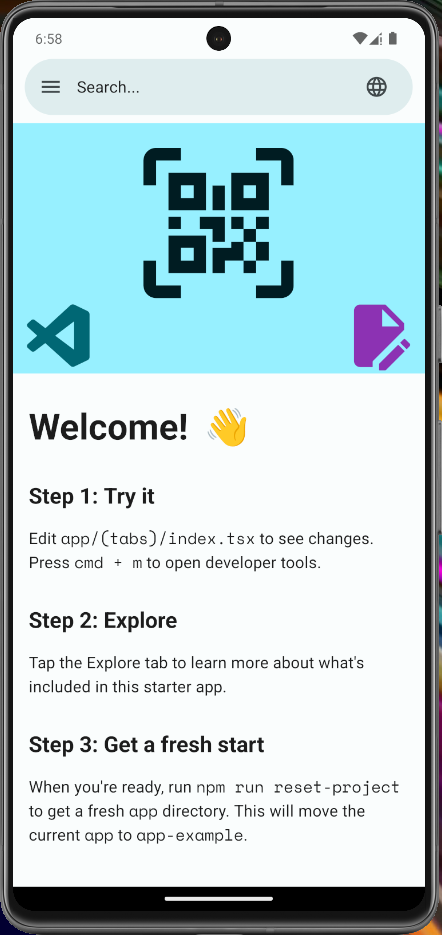 6:58
Search...
Welcome! 👋
Step 1: Try it
Edit app/(tabs)/index.tsx to see changes.
Press cmd + m to open developer tools.
Step 2: Explore
Tap the Explore tab to learn more about what's
included in this starter app.
Step 3: Get a fresh start
When you're ready, run npm run reset-project
to get a fresh app directory. This will move the
current app to app-example.